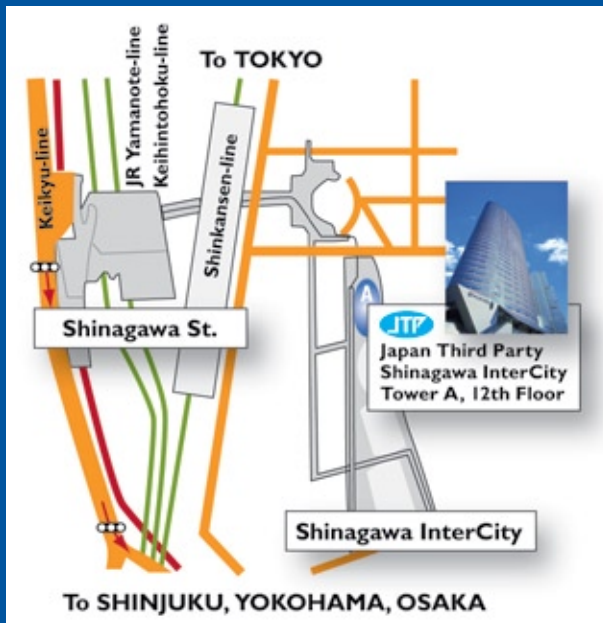 To TOKYO
JR Yamanote-line
Keihintohoku-line
Keikyu-line
Shinkansen-line
Shinagawa St.
A
JTP
Japan Third Party
Shinagawa InterCity
Tower A, 12th Floor
Shinagawa InterCity
To SHINJUKU, YOKOHAMA, OSAKA